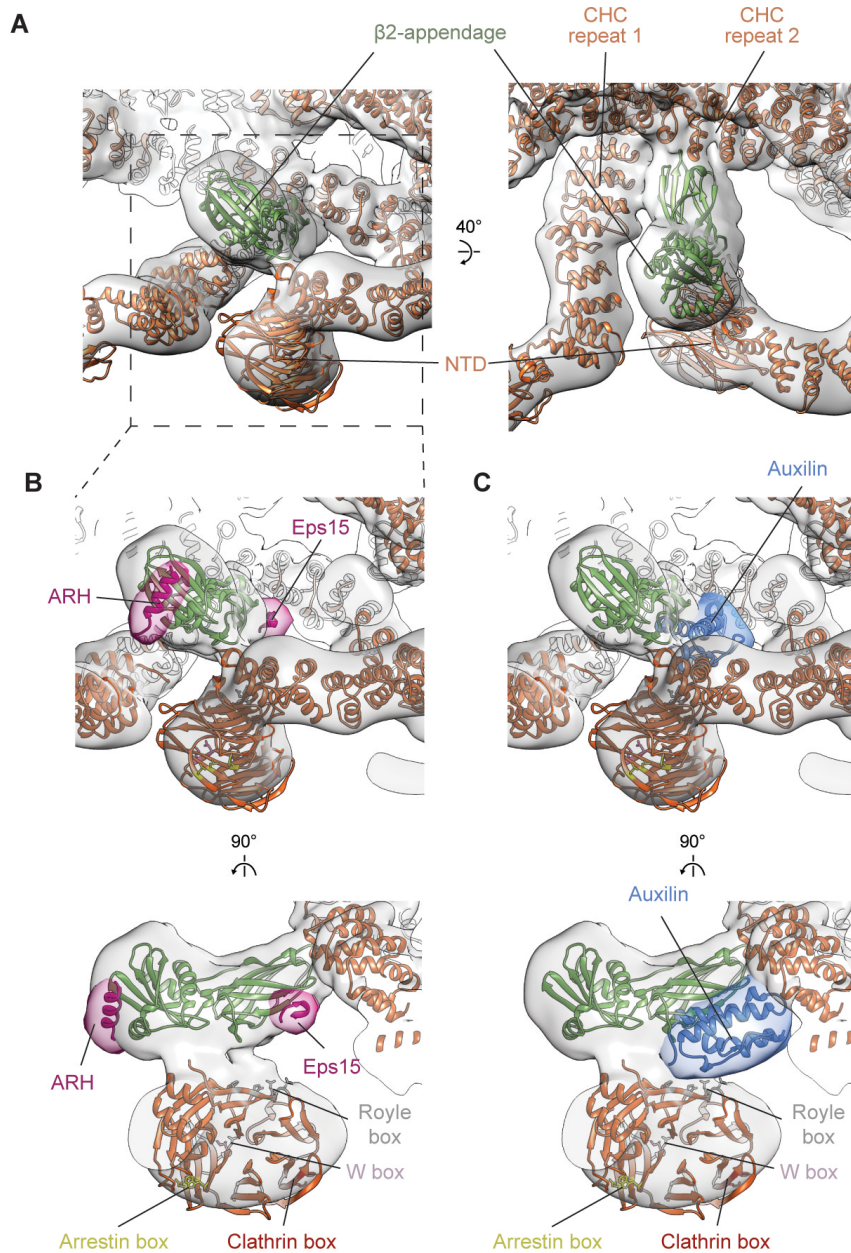 A
β2-appendage
CHC
repeat 1
CHC
repeat 2
40°
NTD
B
C
Auxilin
Eps15
ARH
90°
90°
Auxilin
ARH
Eps15
Royle
box
W box
Arrestin box
Clathrin box
Royle
box
W box
Arrestin box
Clathrin box